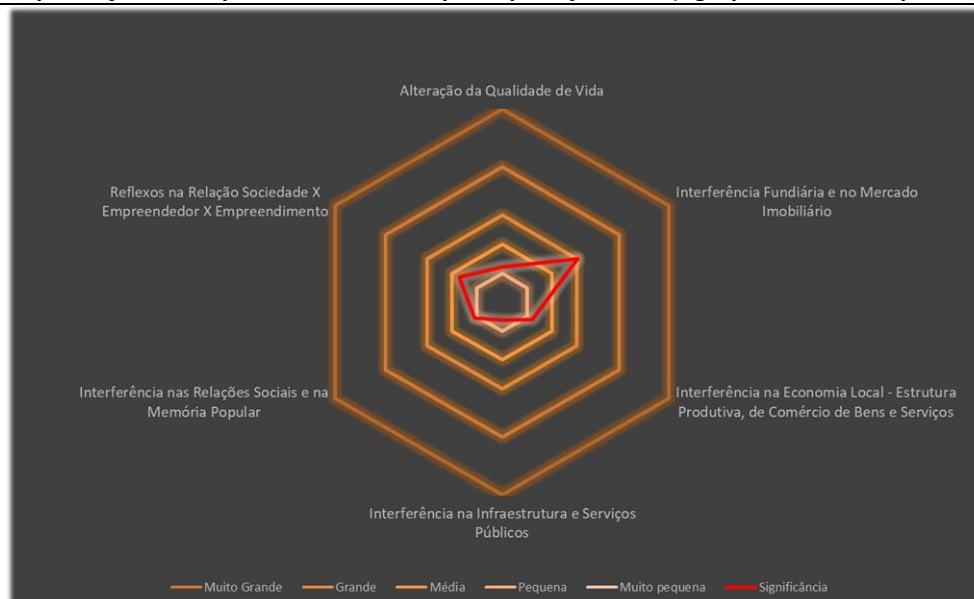 Alteração da Qualidade de Vida
Reflexos na Relação Sociedade X
Empreendedor X Empreendimento
Interferência Fundiária e no Mercado
Imobiliário
Interferência nas Relações Sociais e na
Memória Popular
Interferência na Economia Local - Estrutura
Produtiva, de Comércio de Bens e Serviços
Interferência na Infraestrutura e Serviços
Públicos
Muito Grande Grande Média Pequena Muito pequena Significância